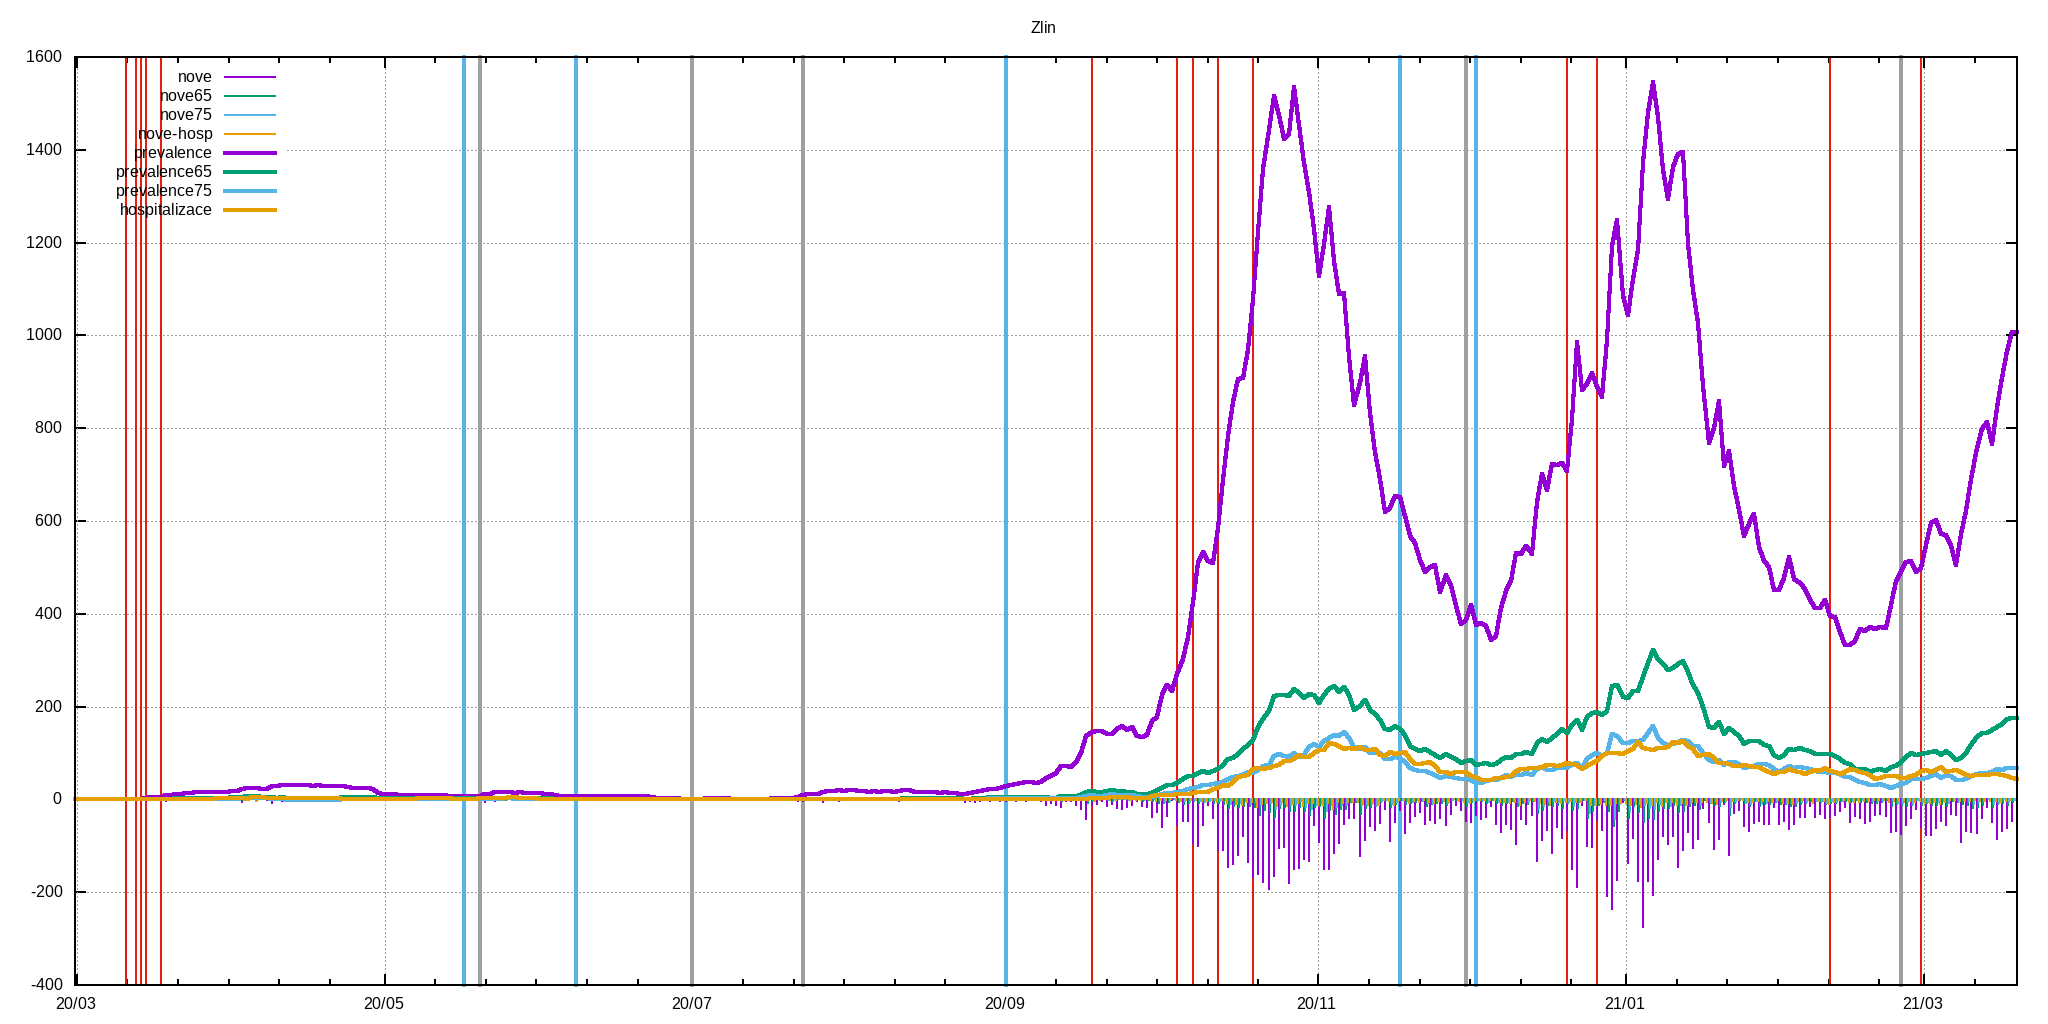 Zlin
1600
1400
1200
1000
800
600
400
200
0
-200
-400
nove
nove65
nove75
nove-hosp
prevalence
prevalence65
prevalence75
hospitalizace
20/03 20/05 20/07 20/09 20/11 21/01 21/03